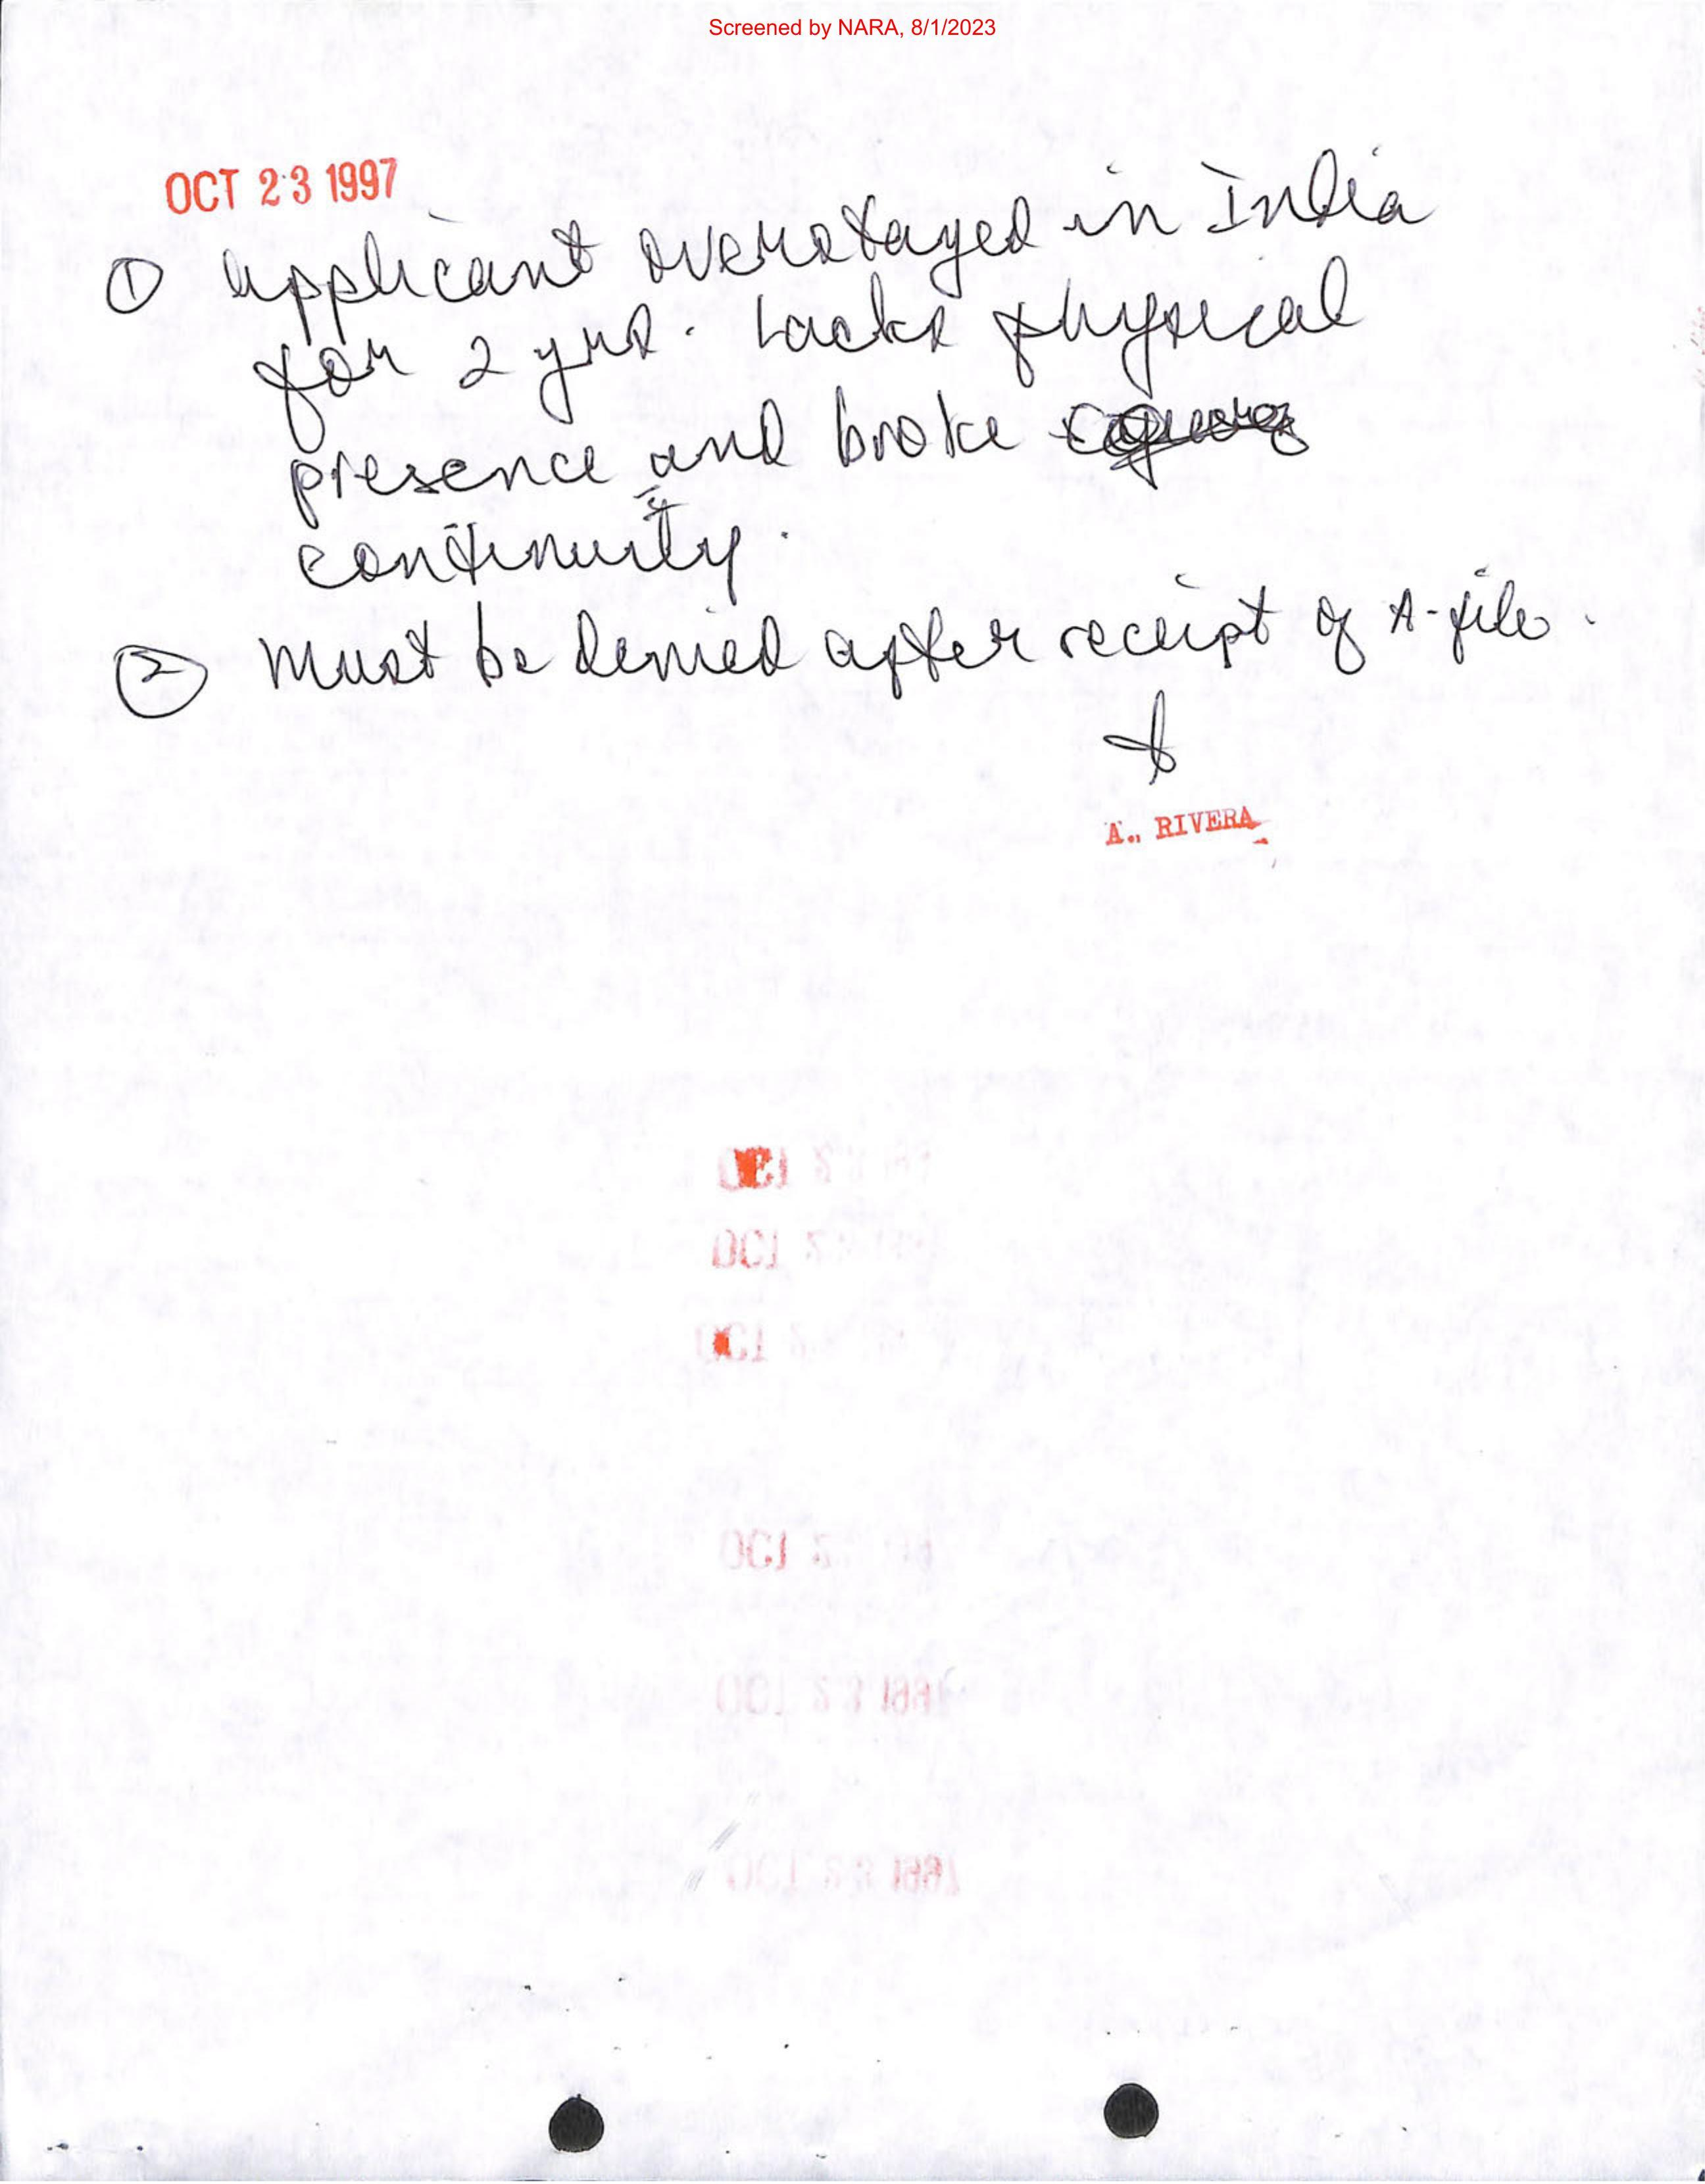 Screened by NARA, 8/1/2023
OCT 23 1997
① Applicant overstayed in India
for 2 yrs. Lacks physical
presence and broke
continuity.
② Must be denied after receipt of A-file.
A. RIVERA